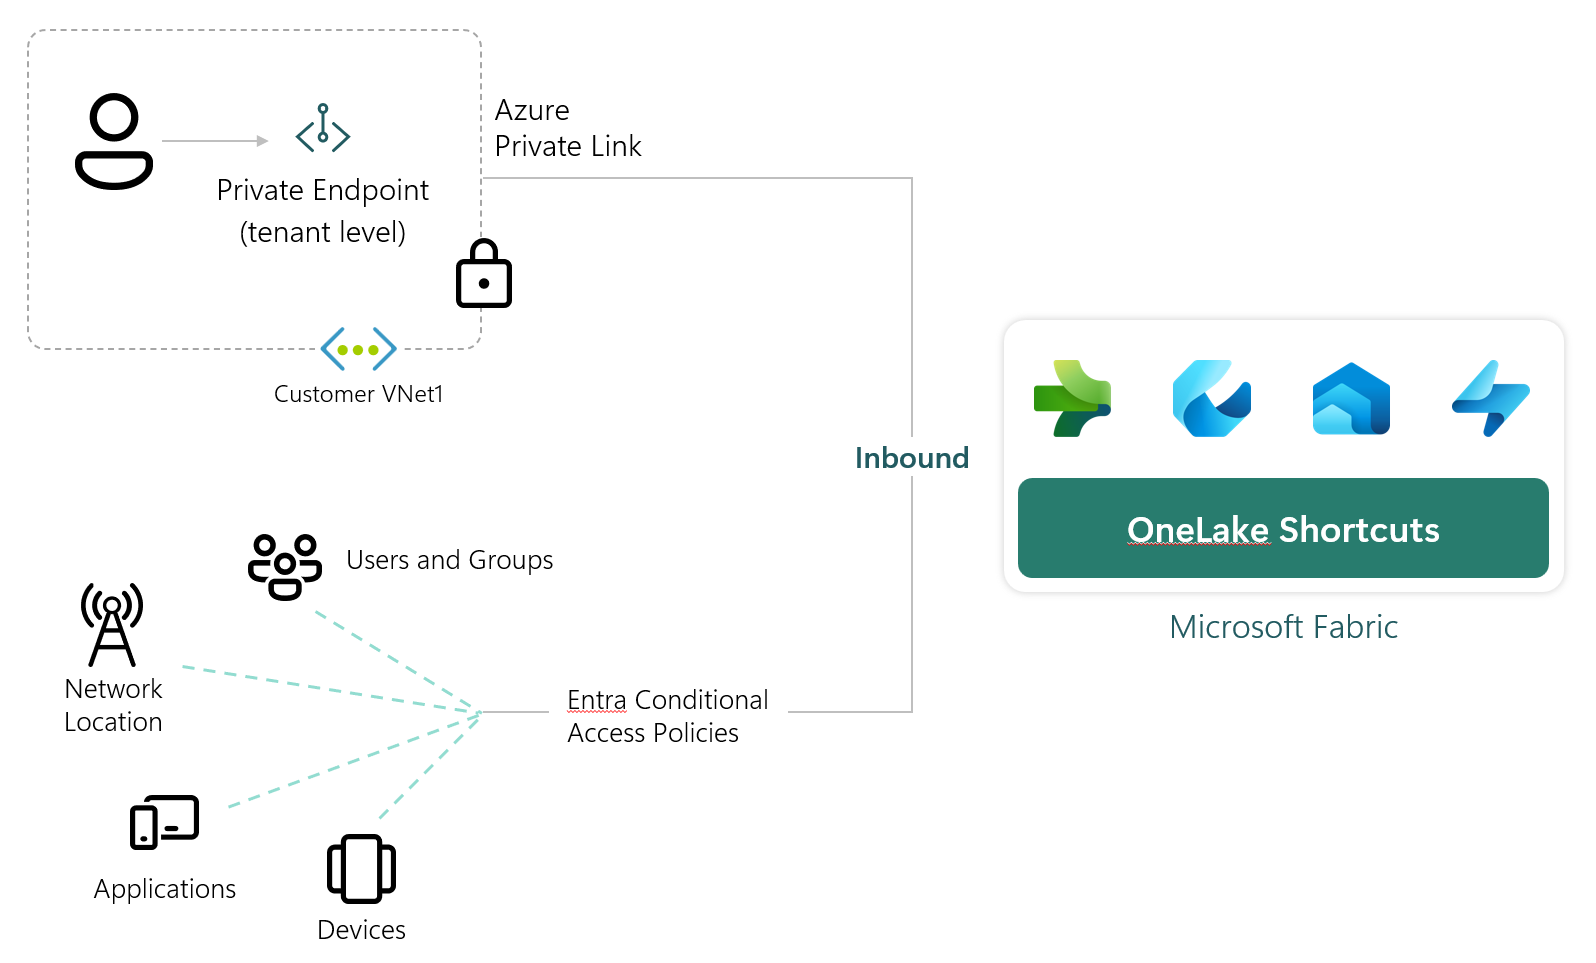 Azure
Private Link
Private Endpoint
(tenant level)
Customer VNet1
Inbound
OneLake Shortcuts
Microsoft Fabric
Users and Groups
Network
Location
Entra Conditional
Access Policies
Applications
Devices